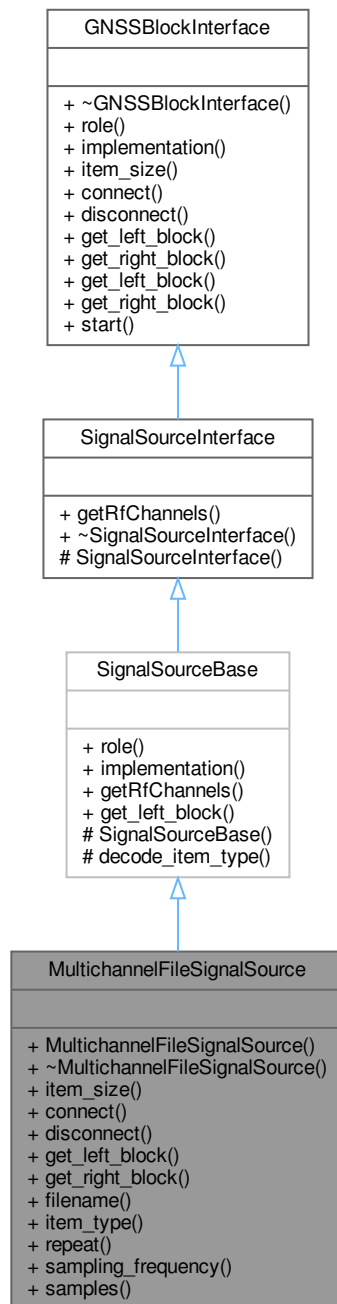 GNSSBlockInterface
+ ~GNSSBlockInterface()
+ role()
+ implementation()
+ item_size()
+ connect()
+ disconnect()
+ get_left_block()
+ get_right_block()
+ get_left_block()
+ get_right_block()
+ start()
SignalSourceInterface
+ getRfChannels()
+ ~SignalSourceInterface()
# SignalSourceInterface()
SignalSourceBase
+ role()
+ implementation()
+ getRfChannels()
+ get_left_block()
# SignalSourceBase()
# decode_item_type()
MultichannelFileSignalSource
+ MultichannelFileSignalSource()
+ ~MultichannelFileSignalSource()
+ item_size()
+ connect()
+ disconnect()
+ get_left_block()
+ get_right_block()
+ filename()
+ item_type()
+ repeat()
+ sampling_frequency()
+ samples()